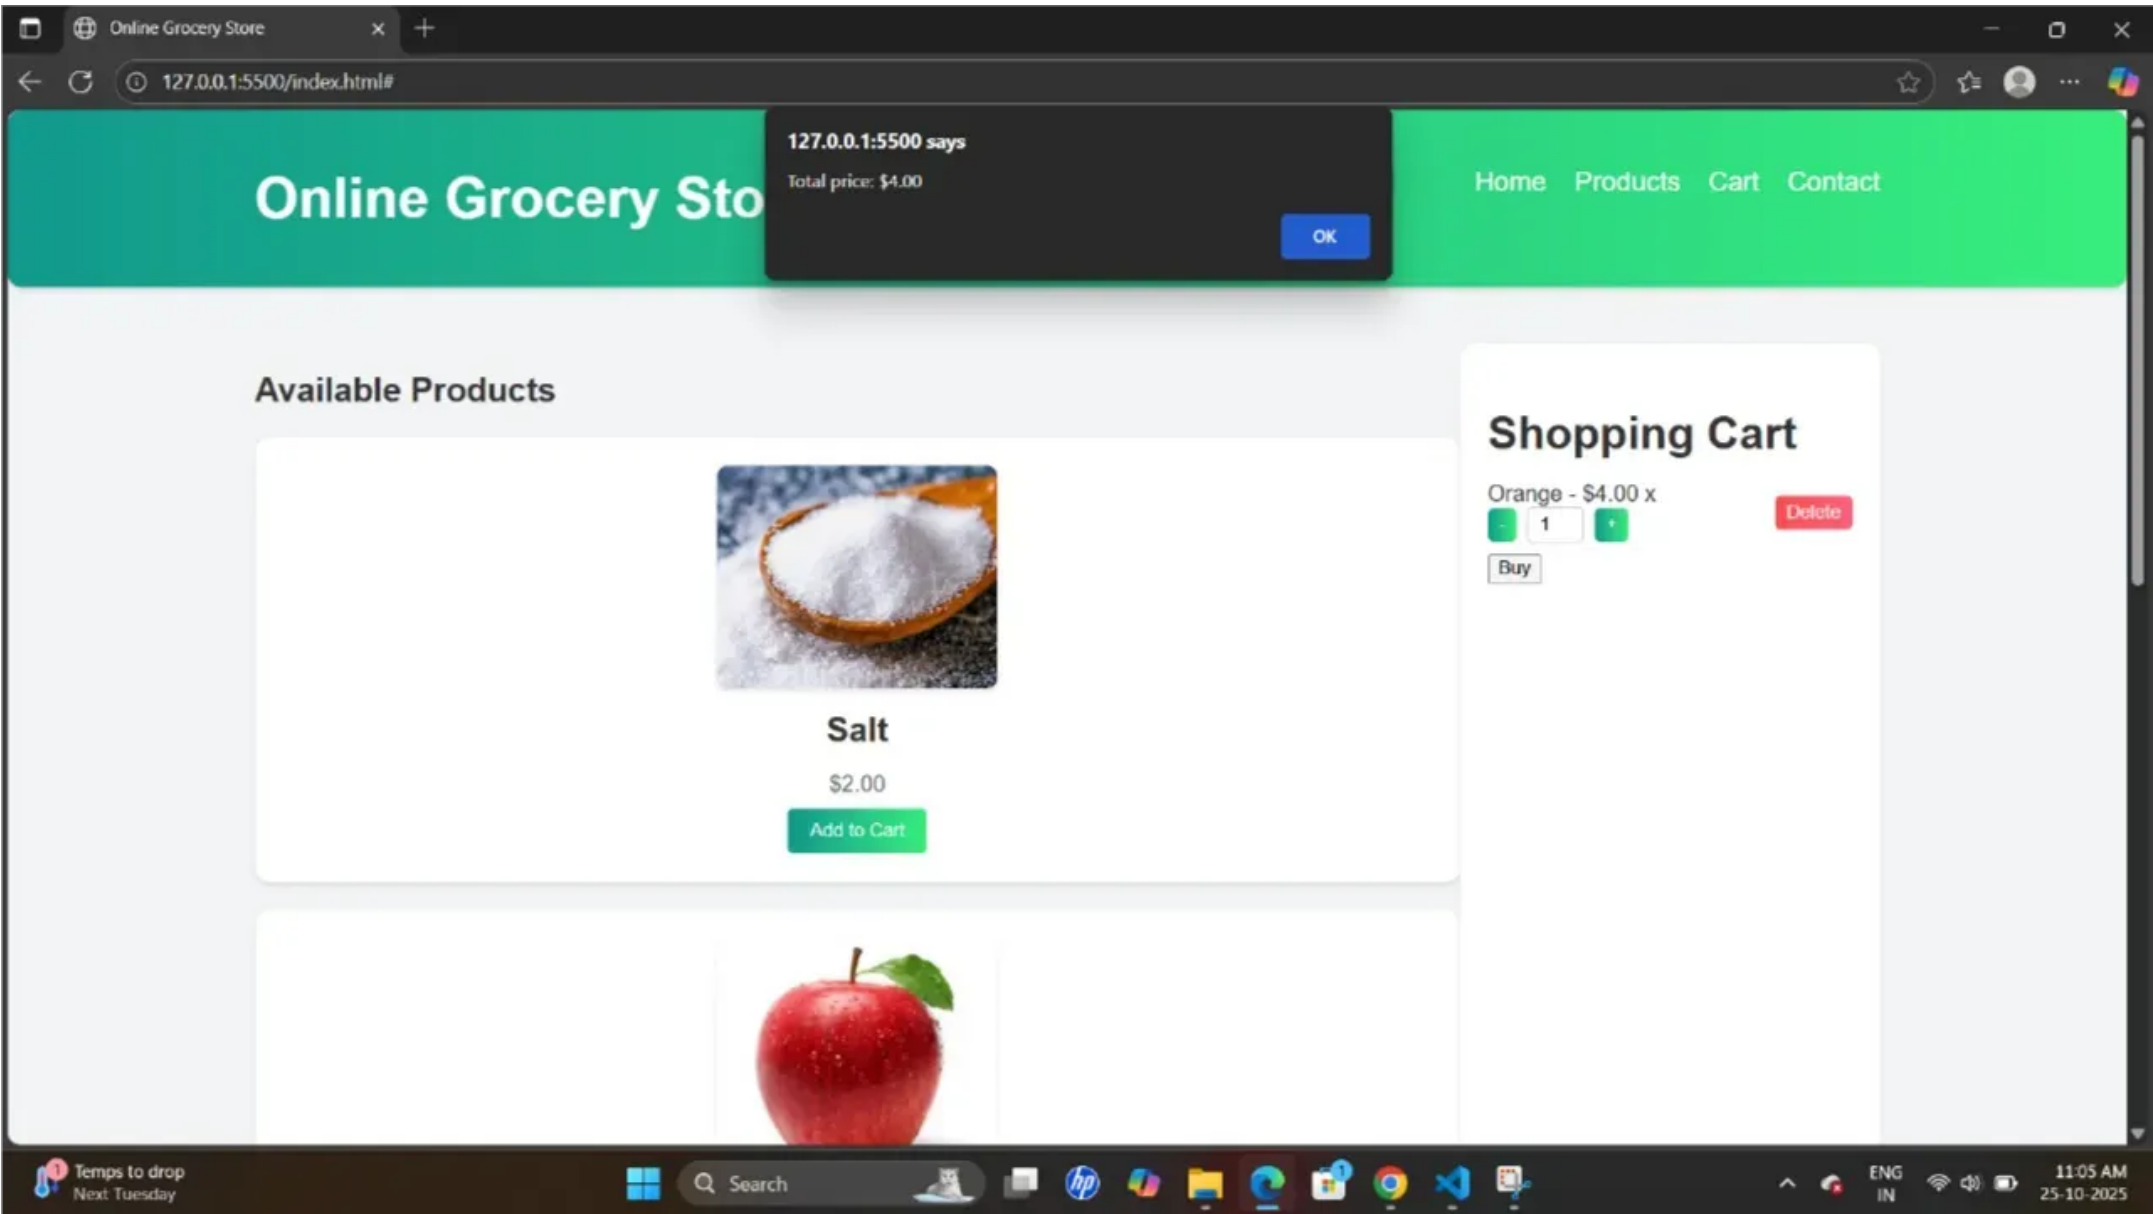 Online Grocery Store
127.0.0.1:5500/index.html#
127.0.0.1:5500 says
Total price: $4.00
OK
Online Grocery Sto
Home Products Cart Contact
Available Products
Salt
$2.00
Add to Cart
Shopping Cart
Orange - $4.00 x
Delete
- 1 +
Buy
1
Temps to drop
Next Tuesday
Search
hp
1
ENG
IN
11:05 AM
25-10-2025